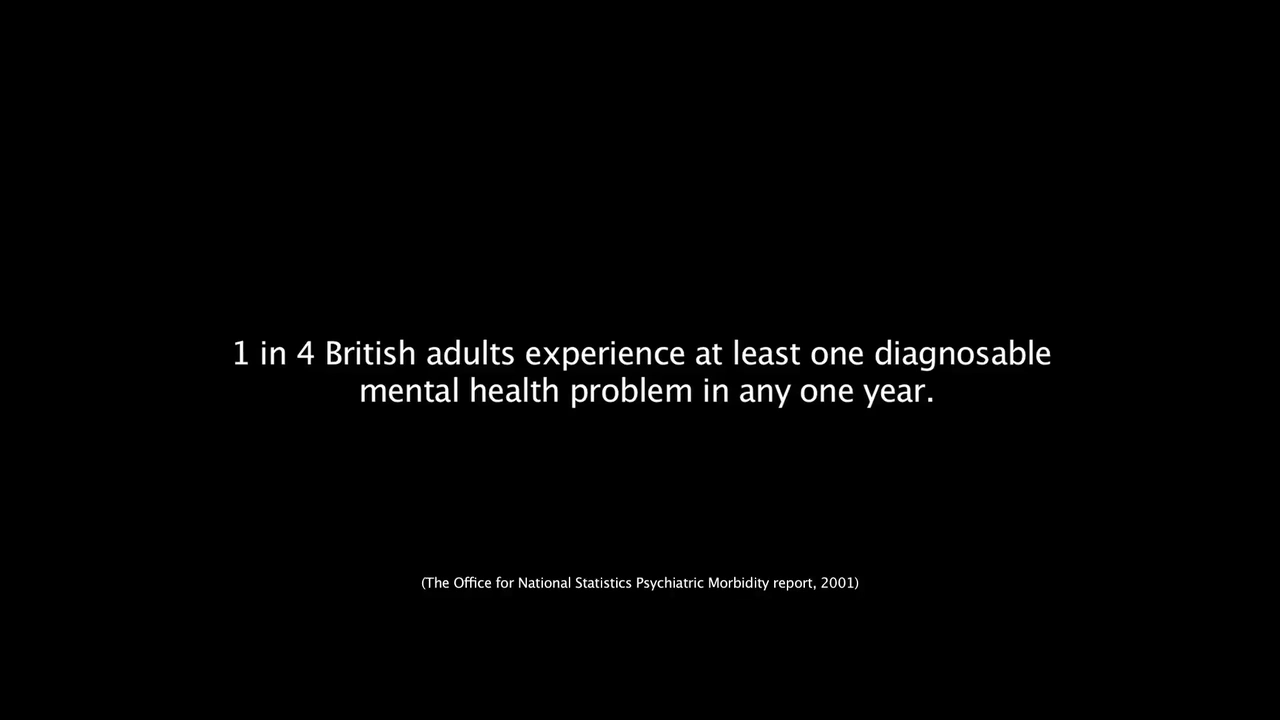 1 in 4 British adults experience at least one diagnosable
mental health problem in any one year.
(The Office for National Statistics Psychiatric Morbidity report, 2001)